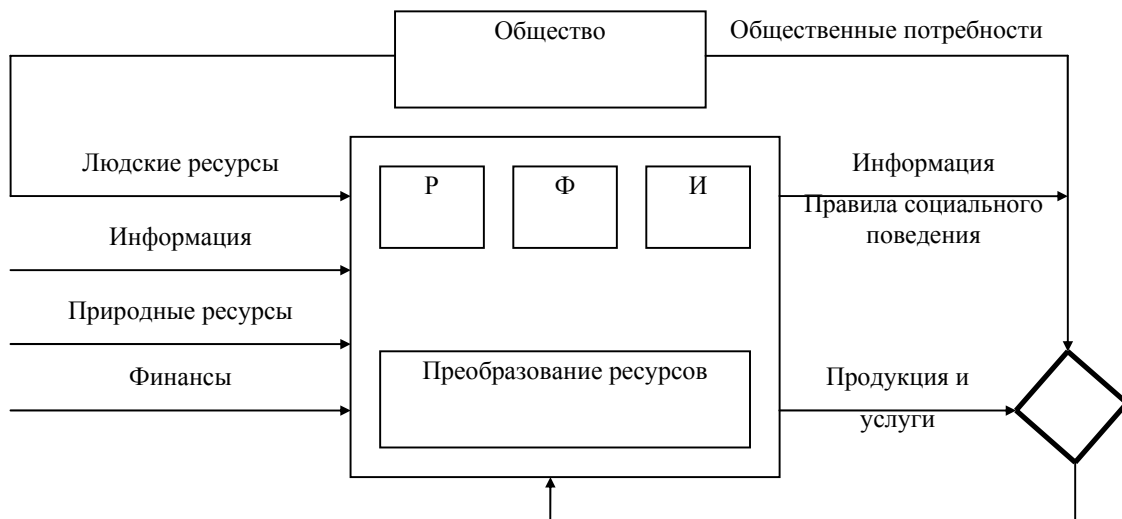 Общество
Общественные потребности
Людские ресурсы
Р
Ф
И
Информация
Правила социального
поведения
Информация
Природные ресурсы
Финансы
Преобразование ресурсов
Продукция и
услуги